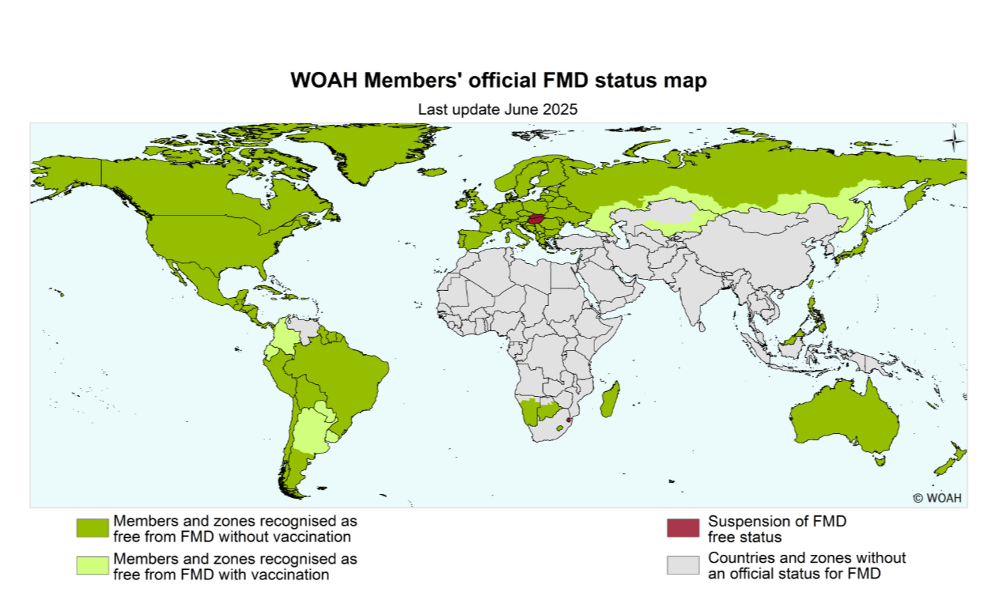 WOAH Members' official FMD status map
Last update June 2025
N
© WOAH
Members and zones recognised as
free from FMD without vaccination
Members and zones recognised as
free from FMD with vaccination
Suspension of FMD
free status
Countries and zones without
an official status for FMD